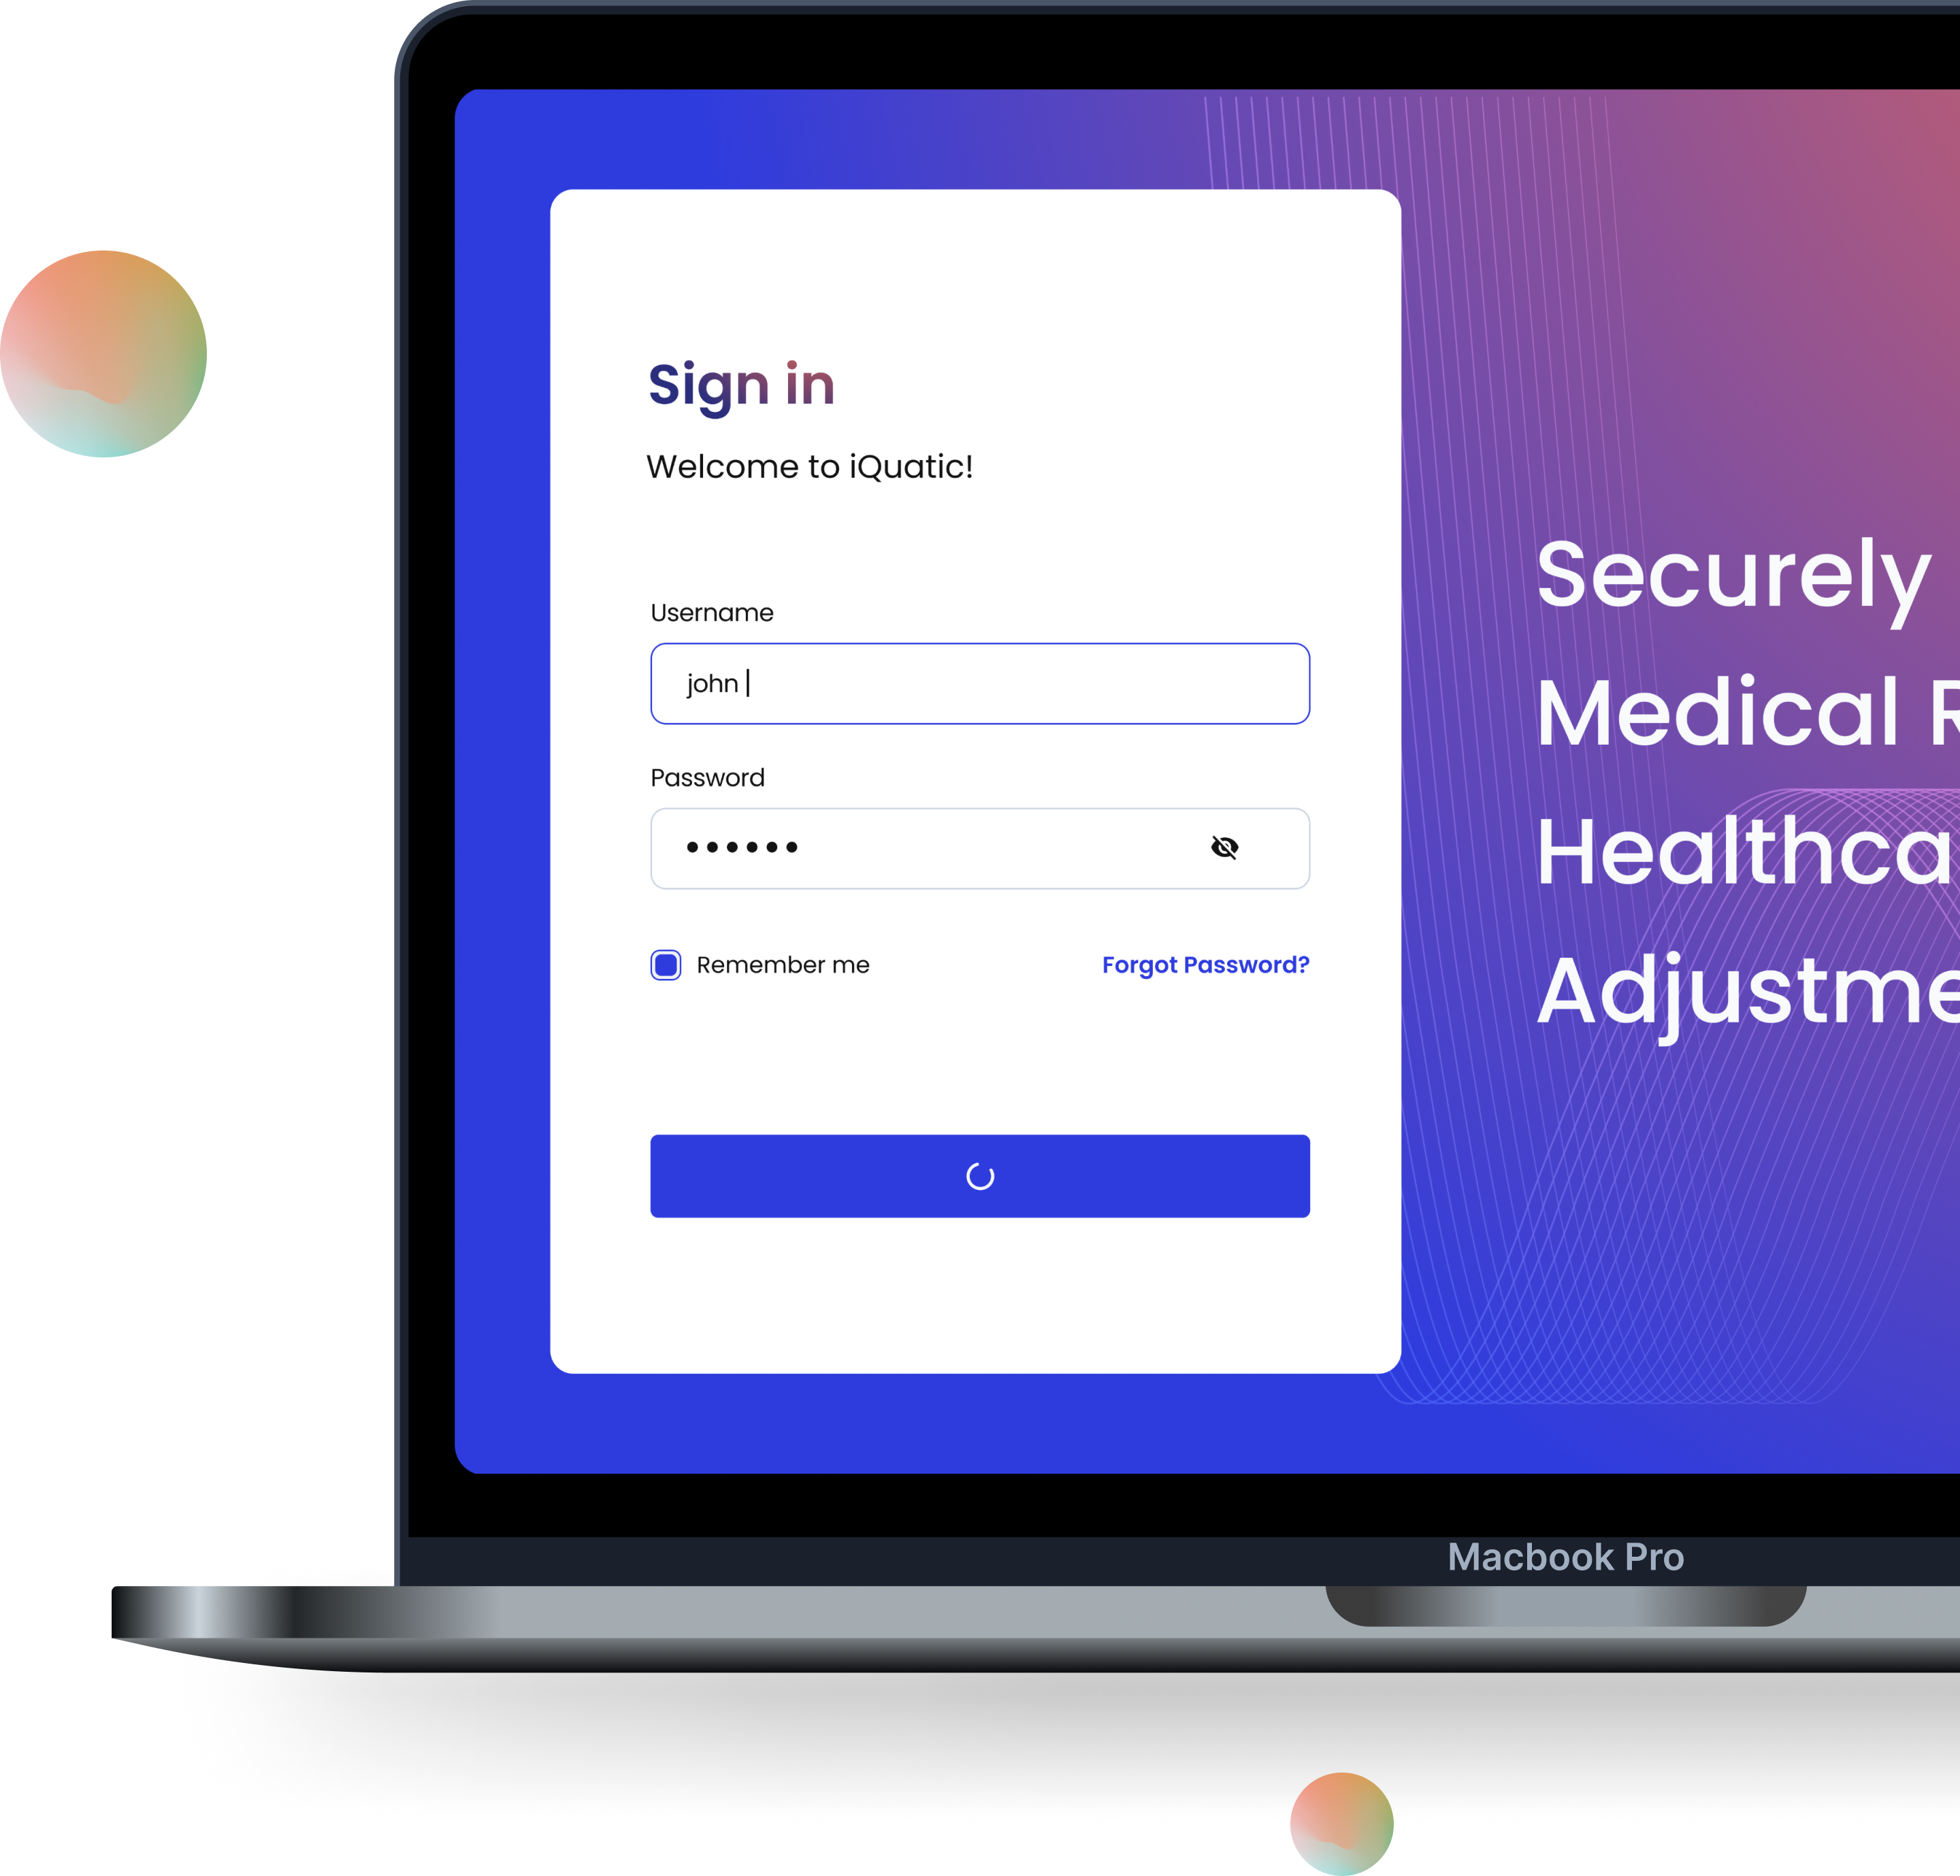 Sign in
Welcome to iQuatic!
Username
john
Password
Remember me
Forgot Password?
Securely
Medical R
Healthca
Adjustme
Macbook Pro